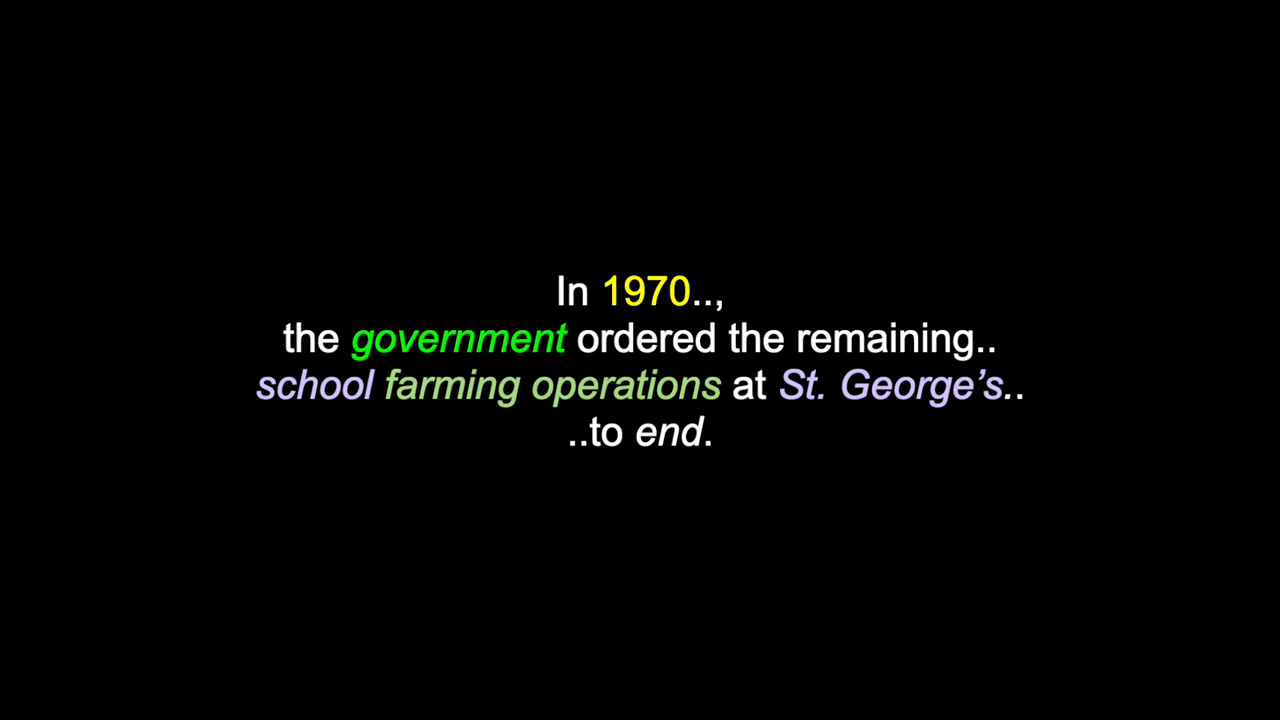 In 1970..,
the government ordered the remaining..
school farming operations at St. George’s..
..to end.